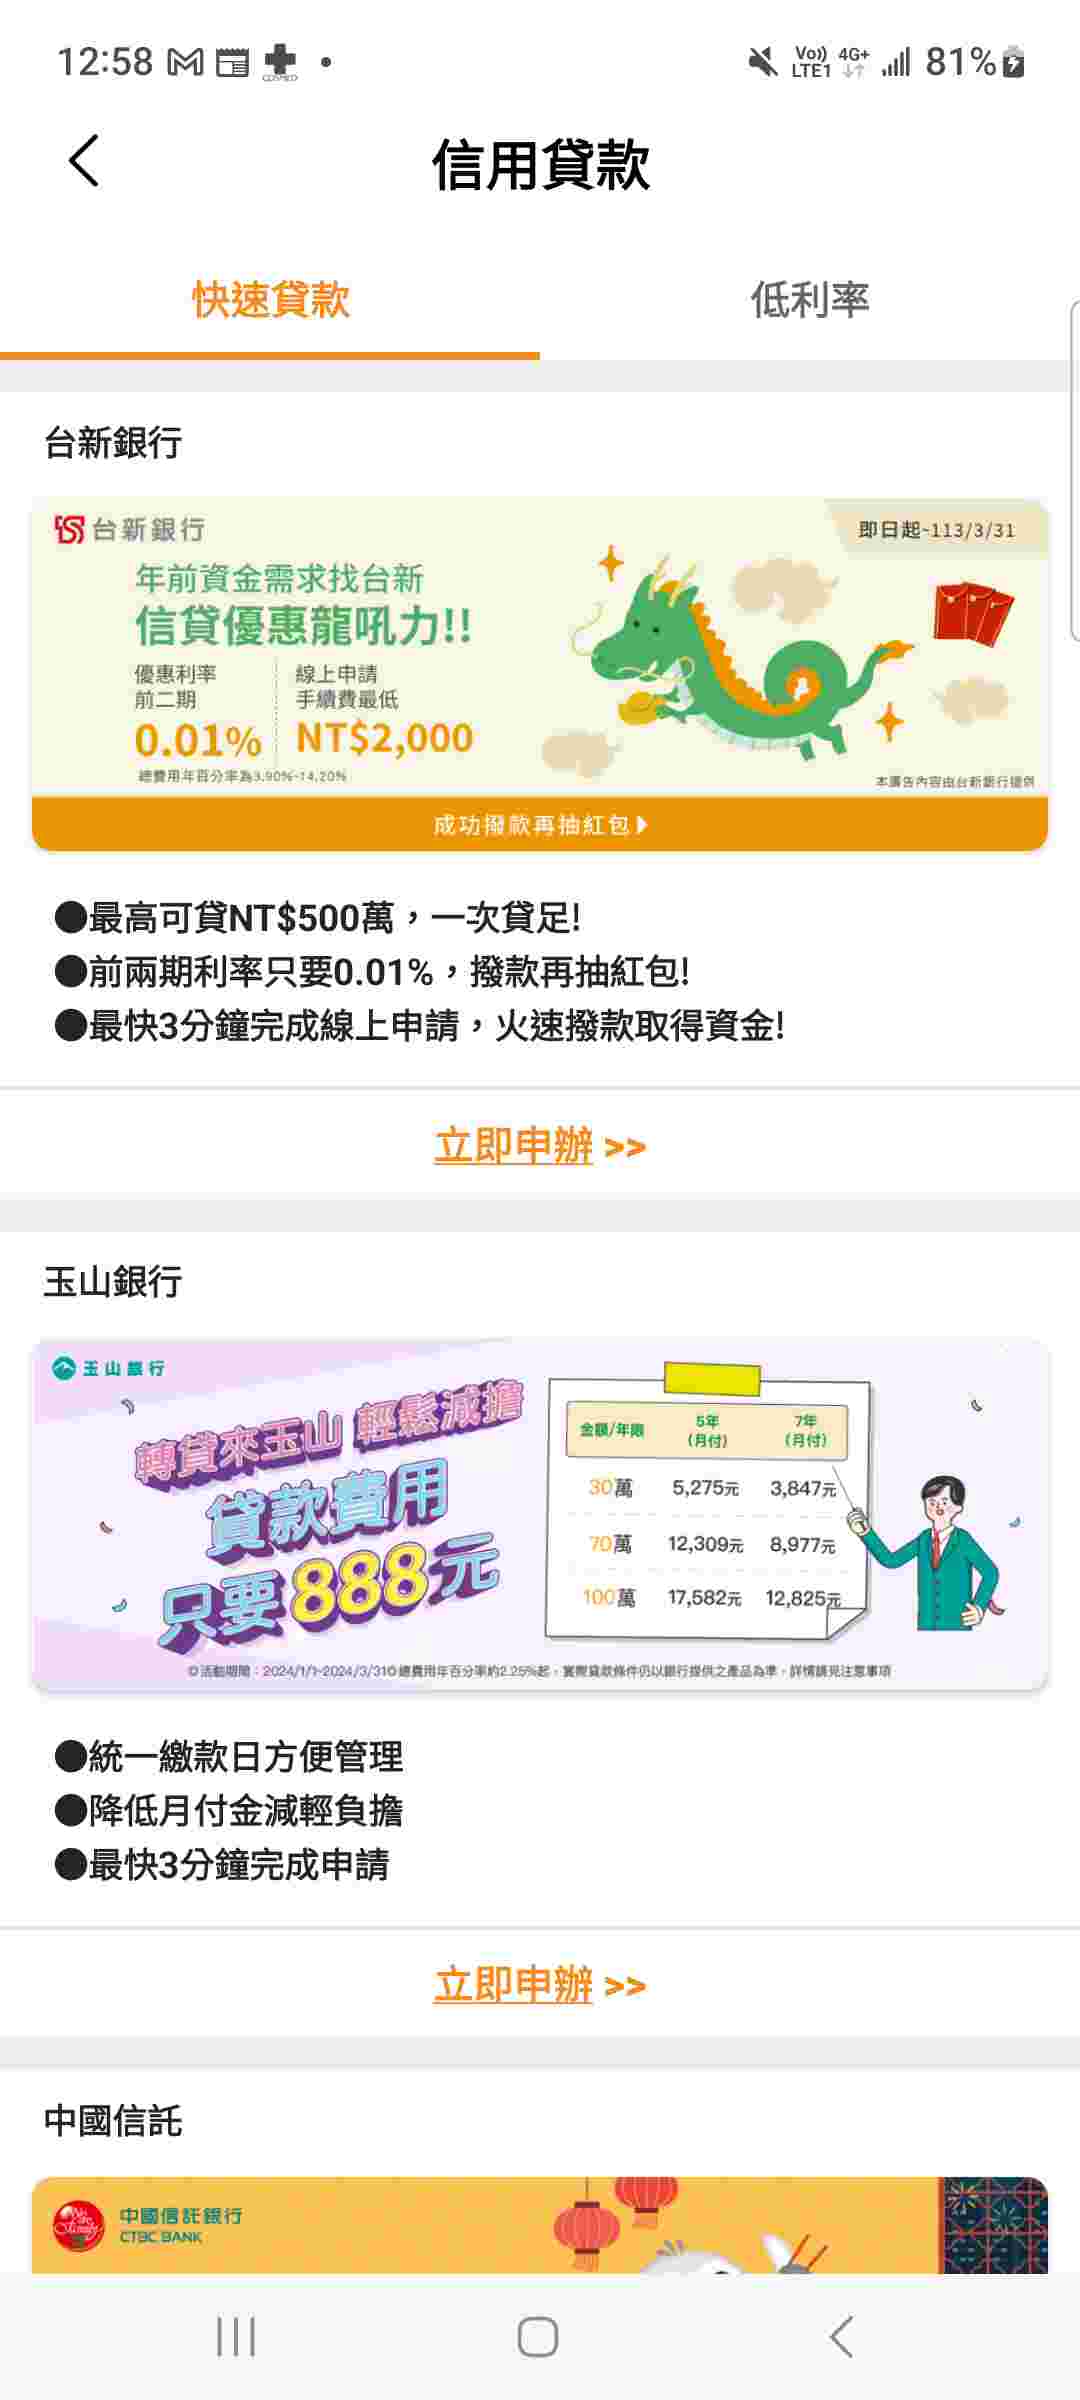 12:58
COSMED
Vo)) 4G+
LTE1
81%
信用貸款
快速貸款
低利率
台新銀行
台新銀行
即日起~113/3/31
年前資金需求找台新
信貸優惠龍吼力!!
優惠利率
前二期
0.01%
線上申請
手續費最低
NT$2,000
總費用年百分率為3.90%-14.20%
本廣告內容由台新銀行提供
成功撥款再抽紅包
●最高可貸NT$500萬，一次貸足!
●前兩期利率只要0.01%，撥款再抽紅包!
●最快3分鐘完成線上申請，火速撥款取得資金!
立即申辦 >>
玉山銀行
玉山銀行
轉貸來玉山 輕鬆減擔
貸款費用
只要888元
金額/年限 5年(月付) 7年(月付)
30萬 5,275元 3,847元
70萬 12,309元 8,977元
100萬 17,582元 12,825元
◎活動期間：2024/1/1~2024/3/31◎總費用年百分率約2.25%起，實際貸款條件仍以銀行提供之產品為準，詳情請見注意事項
●統一繳款日方便管理
●降低月付金減輕負擔
●最快3分鐘完成申請
立即申辦 >>
中國信託
中國信託銀行
CTBC BANK